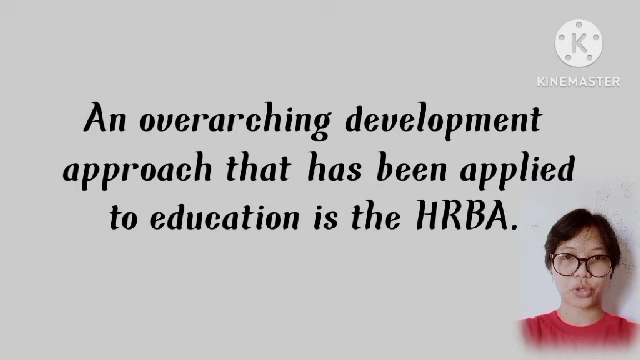 KINEMASTER
An overarching development
approach that has been applied
to education is the HRBA.